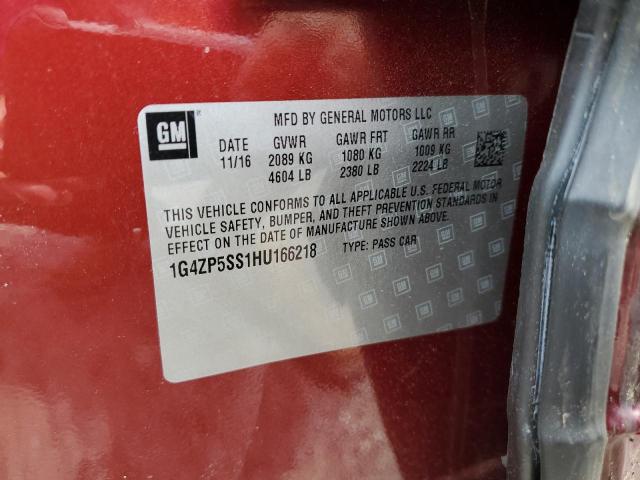 GM
MFD BY GENERAL MOTORS LLC
DATE GVWR GAWR FRT GAWR RR
11/16 2089 KG 1080 KG 1009 KG
4604 LB 2380 LB 2224 LB
THIS VEHICLE CONFORMS TO ALL APPLICABLE U.S. FEDERAL MOTOR
VEHICLE SAFETY, BUMPER, AND THEFT PREVENTION STANDARDS IN
EFFECT ON THE DATE OF MANUFACTURE SHOWN ABOVE.
1G4ZP5SS1HU166218 TYPE: PASS CAR